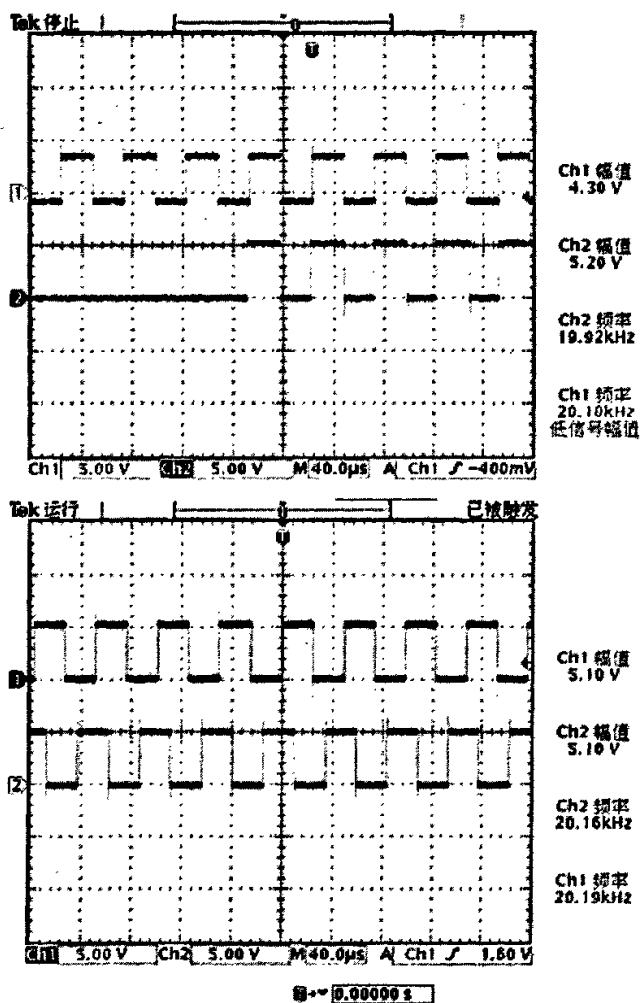 Tek 停止
T
1
Ch1 幅值
4.30 V
Ch2 幅值
5.20 V
2
Ch2 频率
19.92kHz
Ch1 频率
20.10kHz
低信号幅值
Ch1 5.00 V Ch2 5.00 V M 40.0μs A Ch1 ∫ -400mV
Tek 运行 已被触发
T
1
Ch1 幅值
5.10 V
Ch2 幅值
5.10 V
2
Ch2 频率
20.16kHz
Ch1 频率
20.19kHz
Ch1 5.00 V Ch2 5.00 V M 40.0μs A Ch1 ∫ 1.60 V
0.00000 s